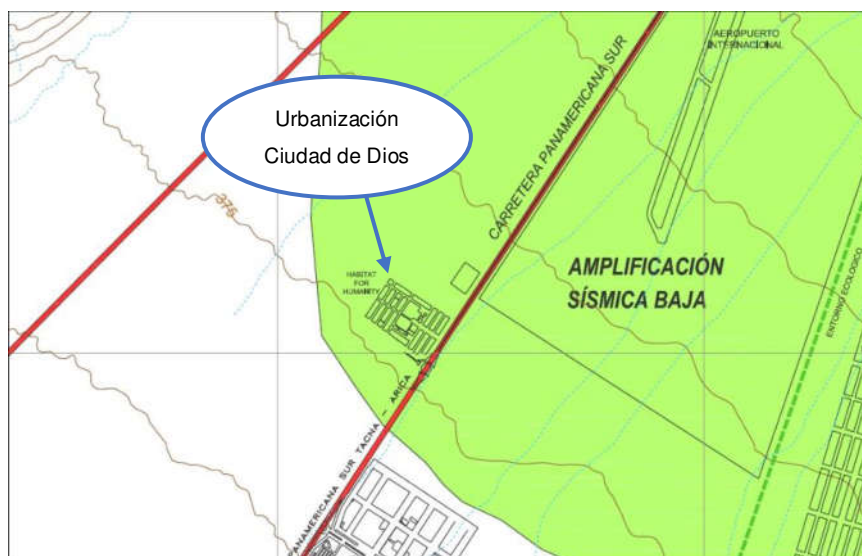 AEROPUERTO
INTERNACIONAL
CARRETERA PANAMERICANA SUR
Urbanización
Ciudad de Dios
375
HABITAT
FOR
HUMANITY
AMPLIFICACIÓN
SÍSMICA BAJA
ENTORNO ECOLOGICO
PANAMERICANA SUR TACNA - ARICA